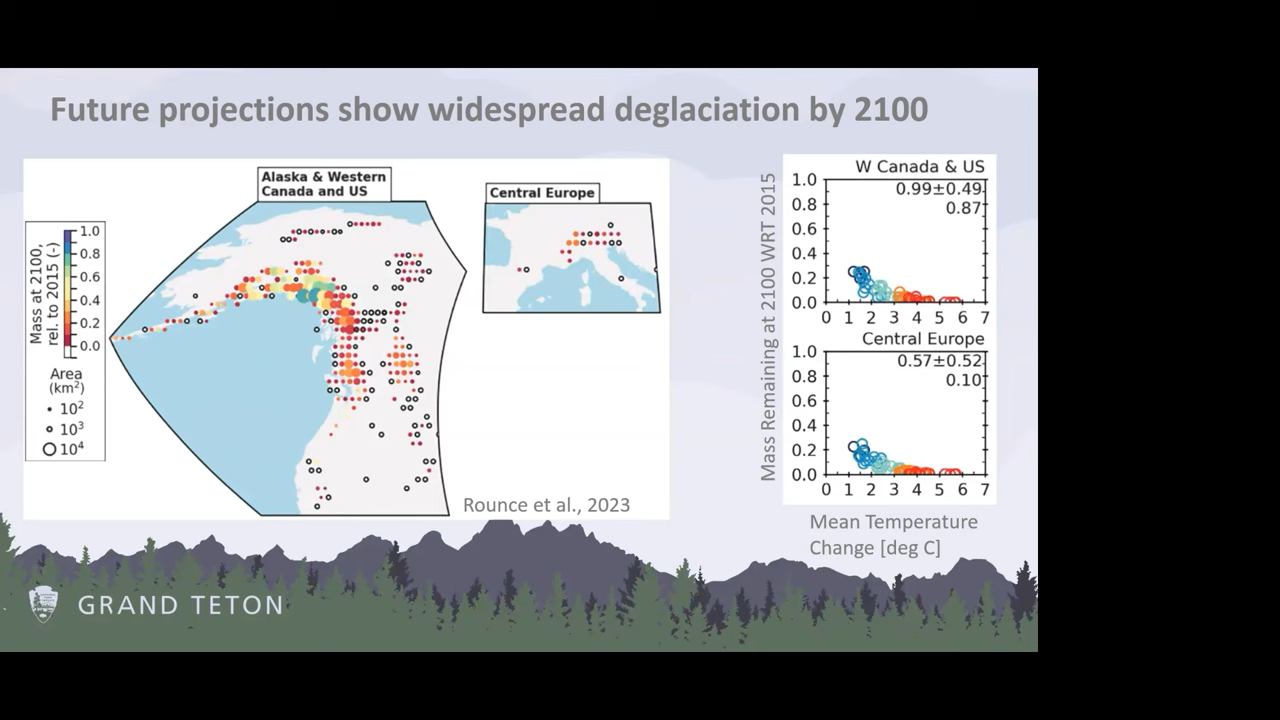 Future projections show widespread deglaciation by 2100
Alaska & Western
Canada and US
Central Europe
Mass at 2100,
rel. to 2015 (-)
1.0
0.8
0.6
0.4
0.2
0.0
Area
(km²)
10²
10³
10⁴
Rounce et al., 2023
Mass Remaining at 2100 WRT 2015
W Canada & US
0.99±0.49
0.87
1.0
0.8
0.6
0.4
0.2
0.0
0 1 2 3 4 5 6 7
Central Europe
0.57±0.52
0.10
1.0
0.8
0.6
0.4
0.2
0.0
0 1 2 3 4 5 6 7
Mean Temperature
Change [deg C]
GRAND TETON